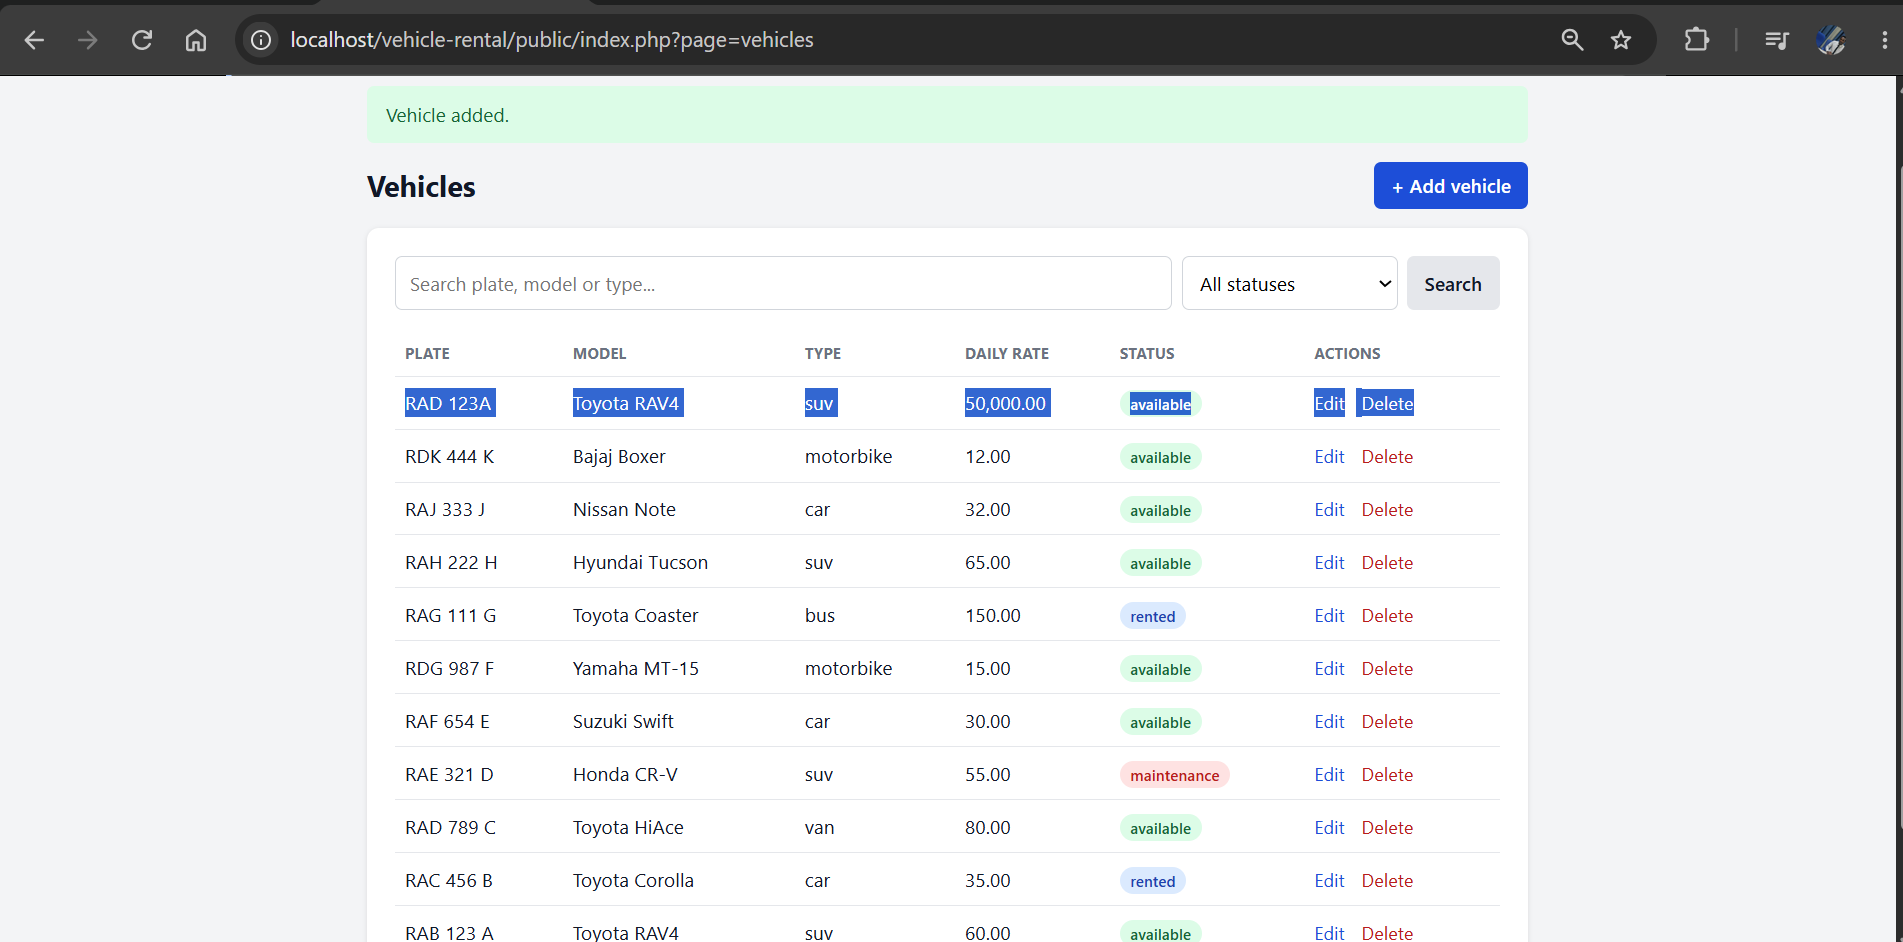 localhost/vehicle-rental/public/index.php?page=vehicles
Vehicle added.
Vehicles
+ Add vehicle
Search plate, model or type...
All statuses
Search
PLATE MODEL TYPE DAILY RATE STATUS ACTIONS
RAD 123A Toyota RAV4 suv 50,000.00 available Edit Delete
RDK 444 K Bajaj Boxer motorbike 12.00 available Edit Delete
RAJ 333 J Nissan Note car 32.00 available Edit Delete
RAH 222 H Hyundai Tucson suv 65.00 available Edit Delete
RAG 111 G Toyota Coaster bus 150.00 rented Edit Delete
RDG 987 F Yamaha MT-15 motorbike 15.00 available Edit Delete
RAF 654 E Suzuki Swift car 30.00 available Edit Delete
RAE 321 D Honda CR-V suv 55.00 maintenance Edit Delete
RAD 789 C Toyota HiAce van 80.00 available Edit Delete
RAC 456 B Toyota Corolla car 35.00 rented Edit Delete
RAB 123 A Toyota RAV4 suv 60.00 available Edit Delete